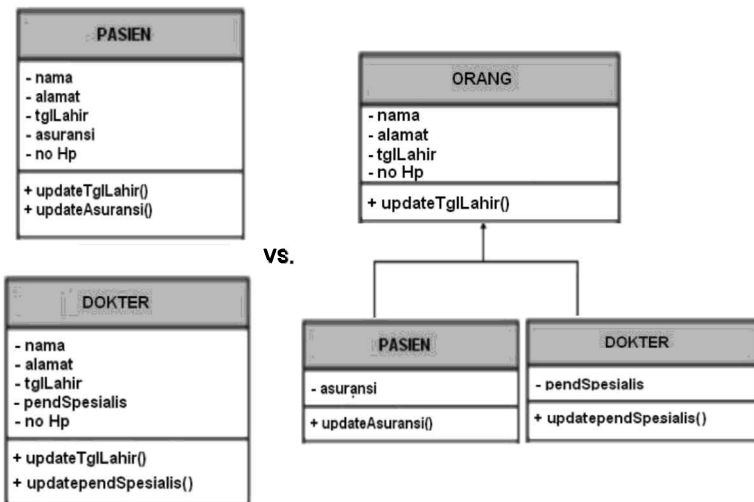 PASIEN
- nama
- alamat
- tglLahir
- asuransi
- no Hp
+ updateTglLahir()
+ updateAsuransi()
DOKTER
- nama
- alamat
- tglLahir
- pendSpesialis
- no Hp
+ updateTglLahir()
+ updatependSpesialis()
vs.
ORANG
- nama
- alamat
- tglLahir
- no Hp
+ updateTglLahir()
PASIEN
- asuransi
+ updateAsuransi()
DOKTER
- pendSpesialis
+ updatependSpesialis()